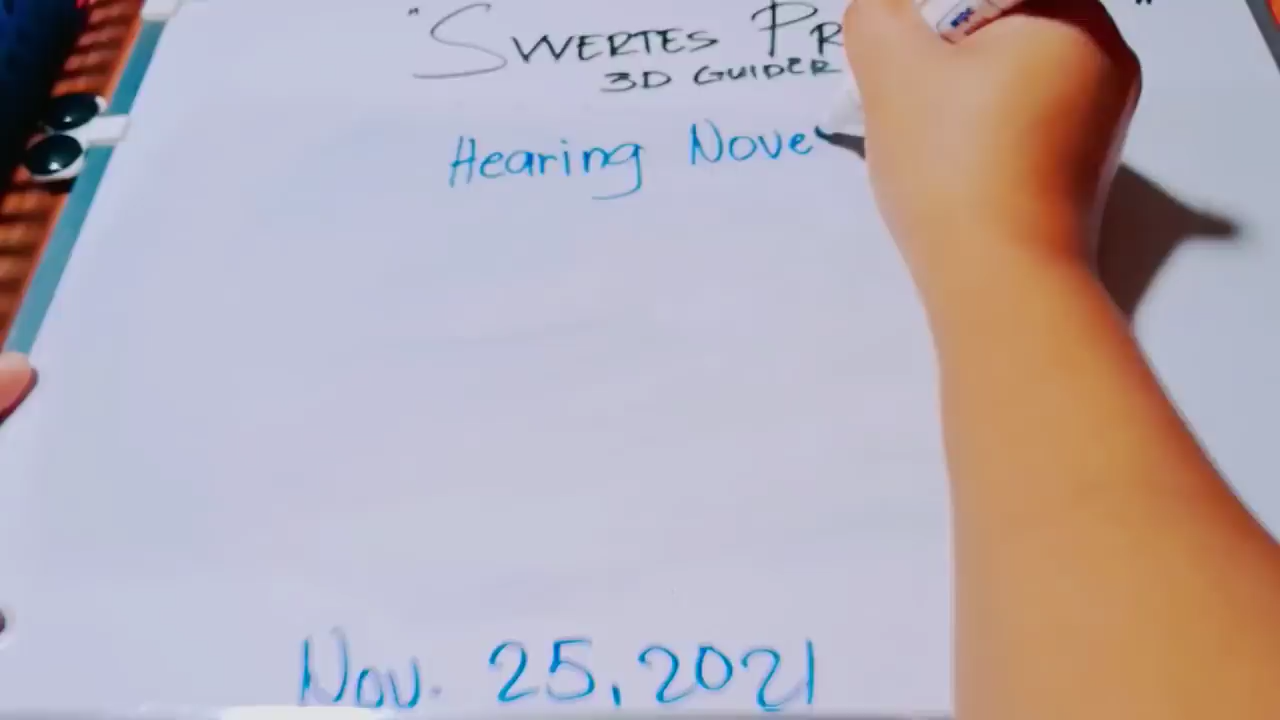 "SWERTES PR "
3D GUIDER
Hearing Nove
Nov. 25, 2021